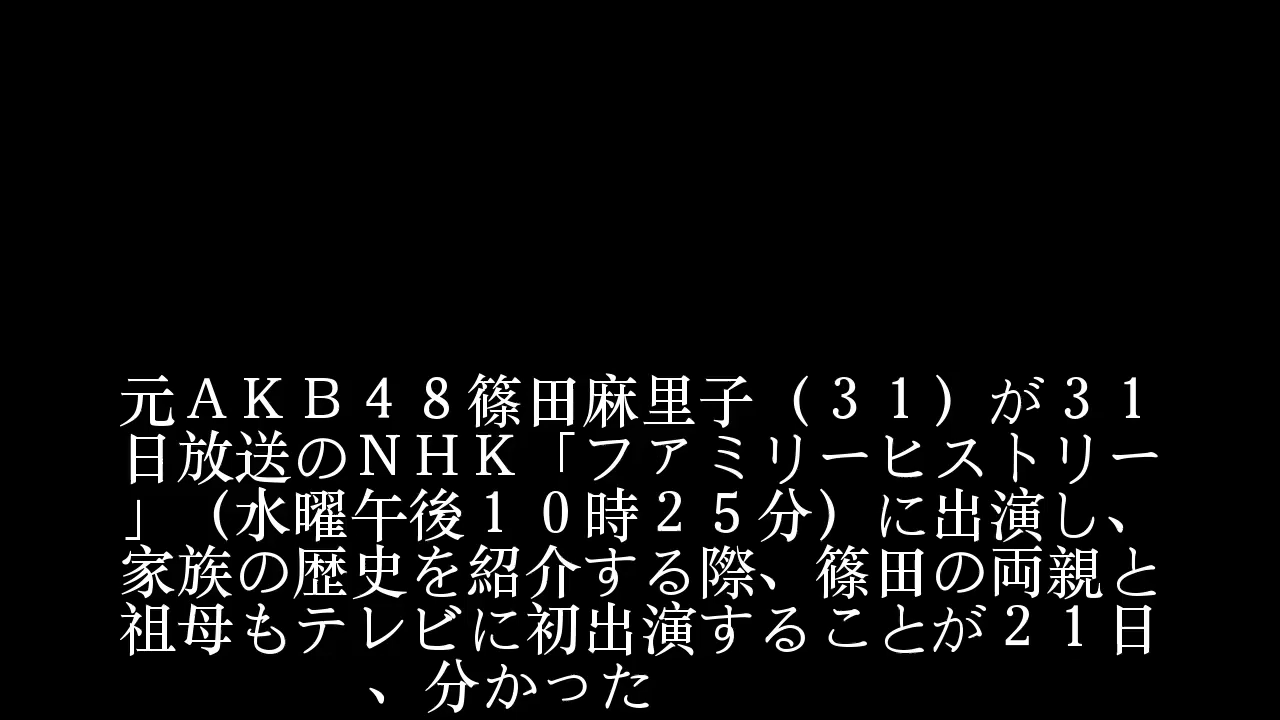 元ＡＫＢ４８篠田麻里子（３１）が３１
日放送のＮＨＫ「ファミリーヒストリー
」（水曜午後１０時２５分）に出演し、
家族の歴史を紹介する際、篠田の両親と
祖母もテレビに初出演することが２１日
、分かった